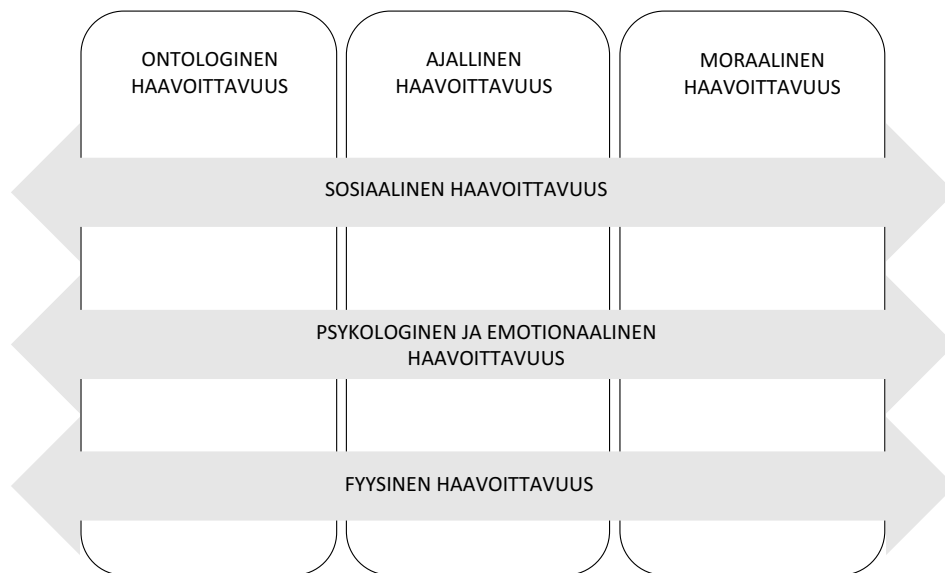 ONTOLOGINEN
HAAVOITTAVUUS
AJALLINEN
HAAVOITTAVUUS
MORAALINEN
HAAVOITTAVUUS
SOSIAALINEN HAAVOITTAVUUS
PSYKOLOGINEN JA EMOTIONAALINEN
HAAVOITTAVUUS
FYYSINEN HAAVOITTAVUUS